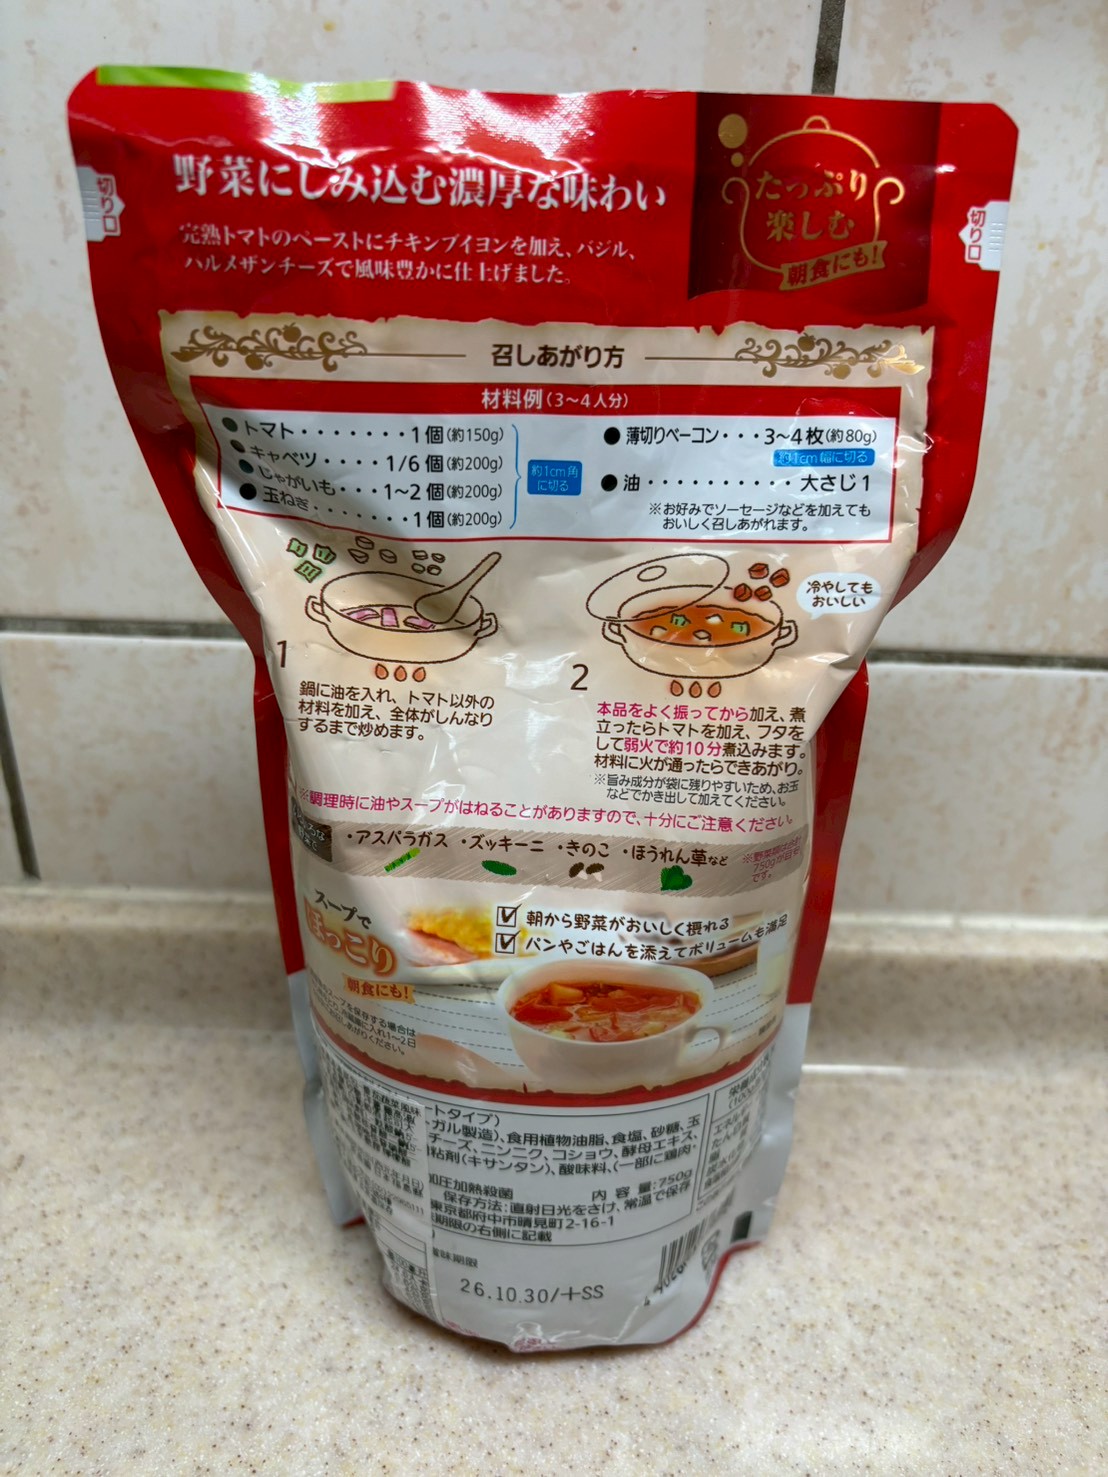 野菜にしみ込む濃厚な味わい
完熟トマトのペーストにチキンブイヨンを加え、バジル、
パルメザンチーズで風味豊かに仕上げました。
たっぷり
楽しむ
朝食にも!
切り口
切り口
召しあがり方
材料例(3~4人分)
●トマト・・・・・・・1個(約150g)
●キャベツ・・・・1/6個(約200g)
●じゃがいも・・・1~2個(約200g)
●玉ねぎ・・・・・・・1個(約200g)
約1cm角
に切る
●薄切りベーコン・・・3~4枚(約80g)
約1cm幅に切る
●油・・・・・・・・・・大さじ1
※お好みでソーセージなどを加えても
おいしく召しあがれます。
1
鍋に油を入れ、トマト以外の
材料を加え、全体がしんなり
するまで炒めます。
冷やしても
おいしい
2
本品をよく振ってから加え、煮
立ったらトマトを加え、フタを
して弱火で約10分煮込みます。
材料に火が通ったらできあがり。
※旨み成分が袋に残りやすいため、お玉
などでかき出して加えてください。
※調理時に油やスープがはねることがありますので、十分にご注意ください。
・アスパラガス ・ズッキーニ ・きのこ ・ほうれん草など
スープで
ほっこり
朝食にも!
朝から野菜がおいしく摂れる
パンやごはんを添えてボリュームも満足
スープを保存する場合は
ートタイプ)
ガル製造)、食用植物油脂、食塩、砂糖、玉
チーズ、ニンニク、コショウ、酵母エキス、
粘剤(キサンタン)、酸味料、(一部に鶏肉・
加圧加熱殺菌
内容量:750g
保存方法:直射日光をさけ、常温で保存
東京都府中市晴見町2-16-1
期限の右側に記載
賞味期限
26.10.30/+SS